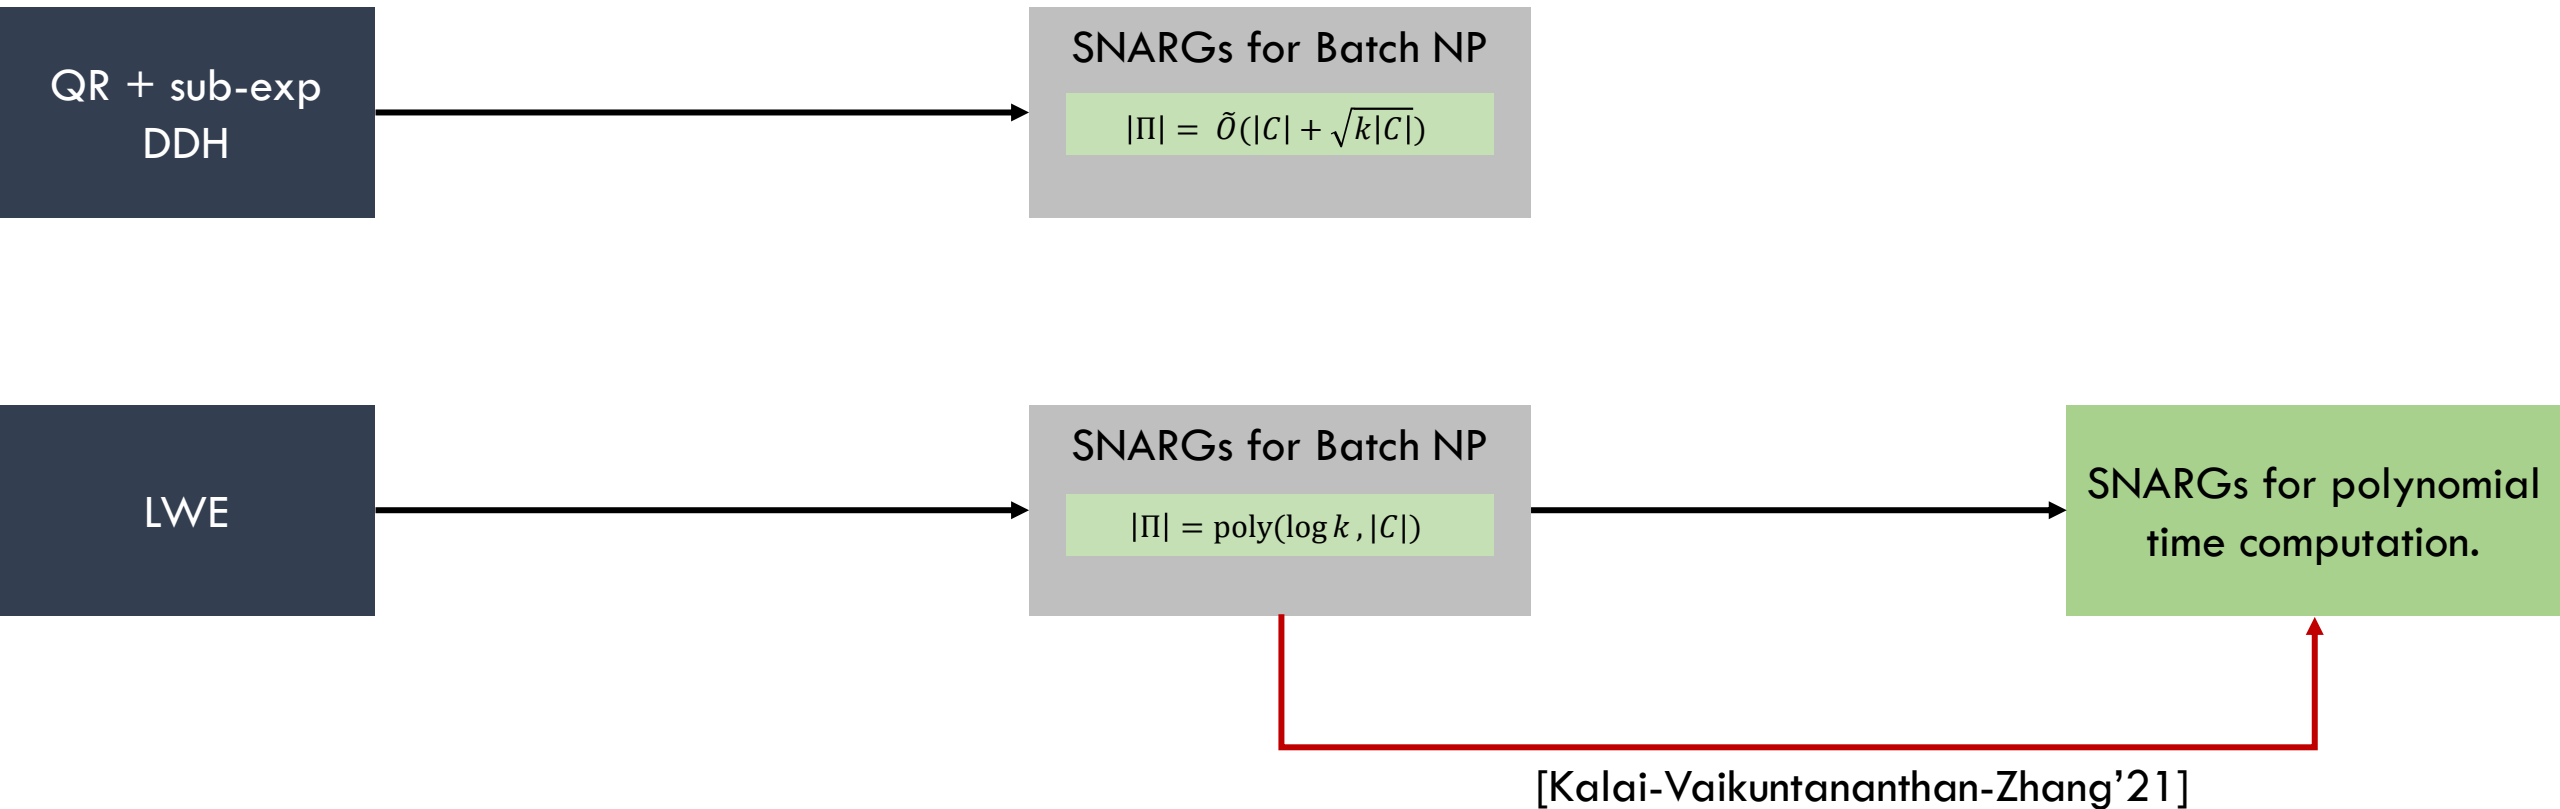 QR + sub-exp
DDH
SNARGs for Batch NP
|Π| = Õ(|C| + √k|C|)
LWE
SNARGs for Batch NP
|Π| = poly(log k , |C|)
SNARGs for polynomial
time computation.
[Kalai-Vaikuntananthan-Zhang’21]